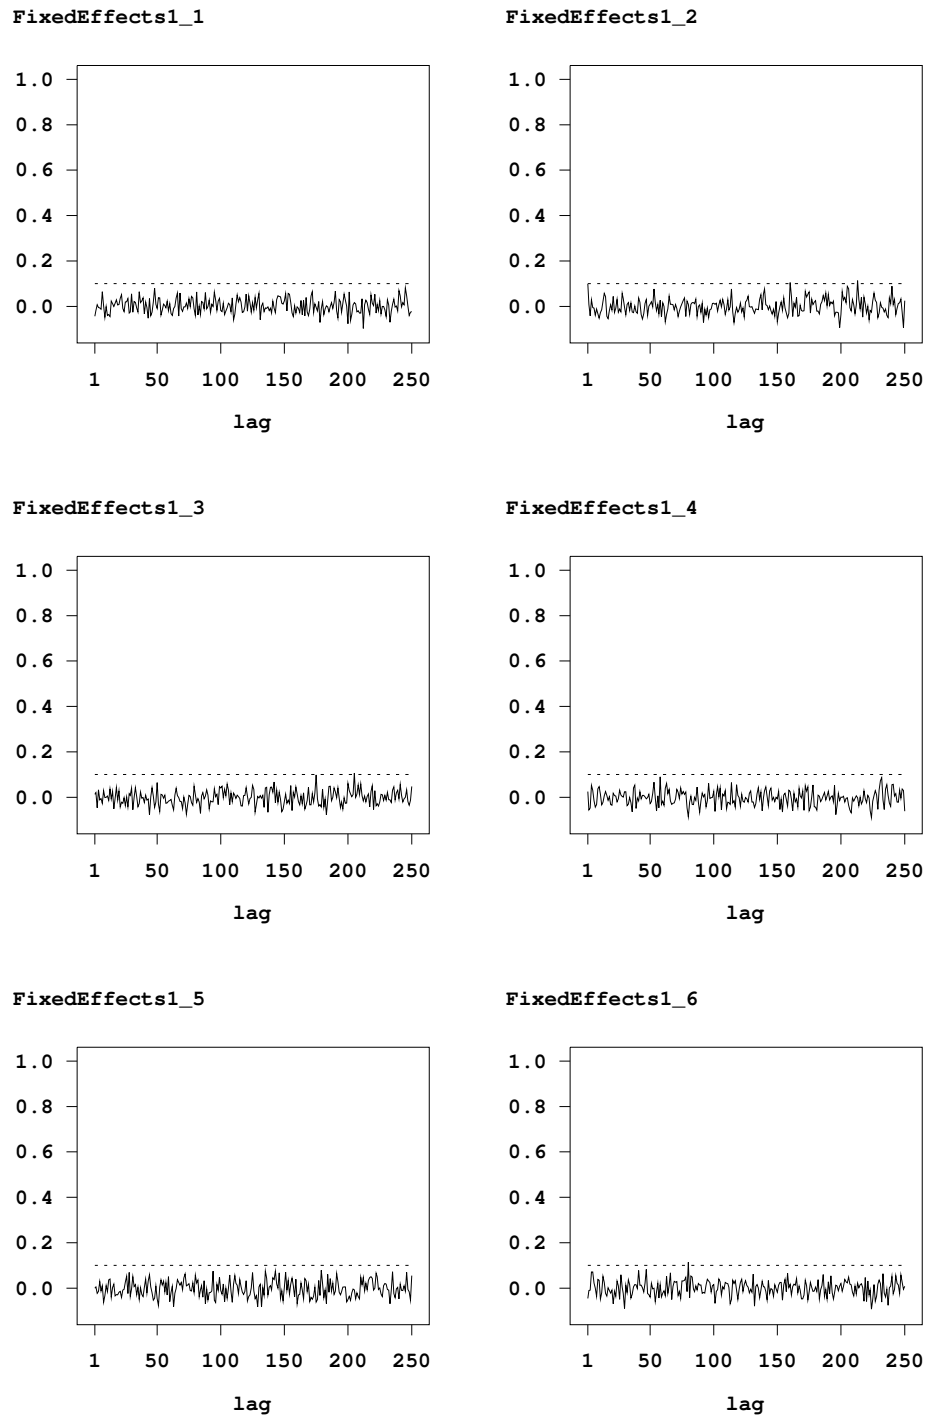 FixedEffects1_1 FixedEffects1_2
1.0 1.0
0.8 0.8
0.6 0.6
0.4 0.4
0.2 0.2
0.0 0.0
1 50 100 150 200 250 1 50 100 150 200 250
lag lag
FixedEffects1_3 FixedEffects1_4
1.0 1.0
0.8 0.8
0.6 0.6
0.4 0.4
0.2 0.2
0.0 0.0
1 50 100 150 200 250 1 50 100 150 200 250
lag lag
FixedEffects1_5 FixedEffects1_6
1.0 1.0
0.8 0.8
0.6 0.6
0.4 0.4
0.2 0.2
0.0 0.0
1 50 100 150 200 250 1 50 100 150 200 250
lag lag